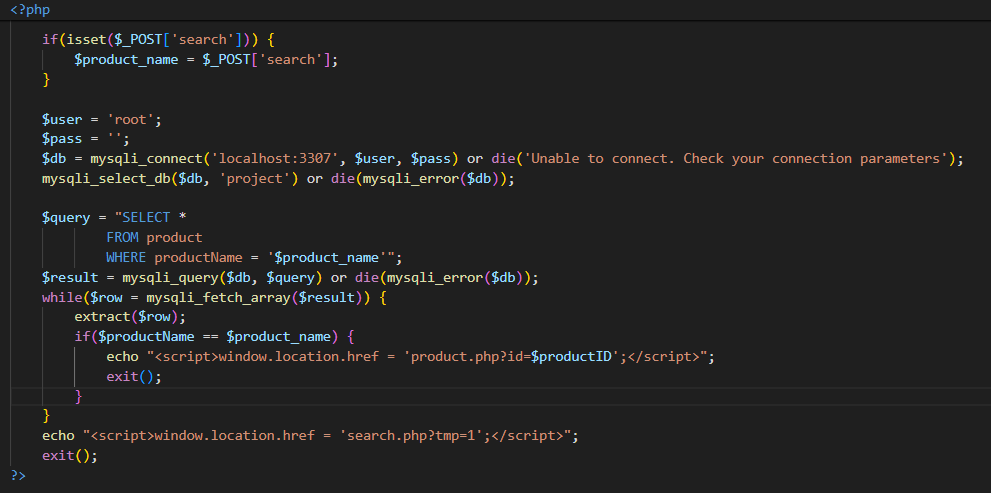 <?php
if(isset($_POST['search'])) {
$product_name = $_POST['search'];
}
$user = 'root';
$pass = '';
$db = mysqli_connect('localhost:3307', $user, $pass) or die('Unable to connect. Check your connection parameters');
mysqli_select_db($db, 'project') or die(mysqli_error($db));
$query = "SELECT *
FROM product
WHERE productName = '$product_name'";
$result = mysqli_query($db, $query) or die(mysqli_error($db));
while($row = mysqli_fetch_array($result)) {
extract($row);
if($productName == $product_name) {
echo "<script>window.location.href = 'product.php?id=$productID';</script>";
exit();
}
}
echo "<script>window.location.href = 'search.php?tmp=1';</script>";
exit();
?>